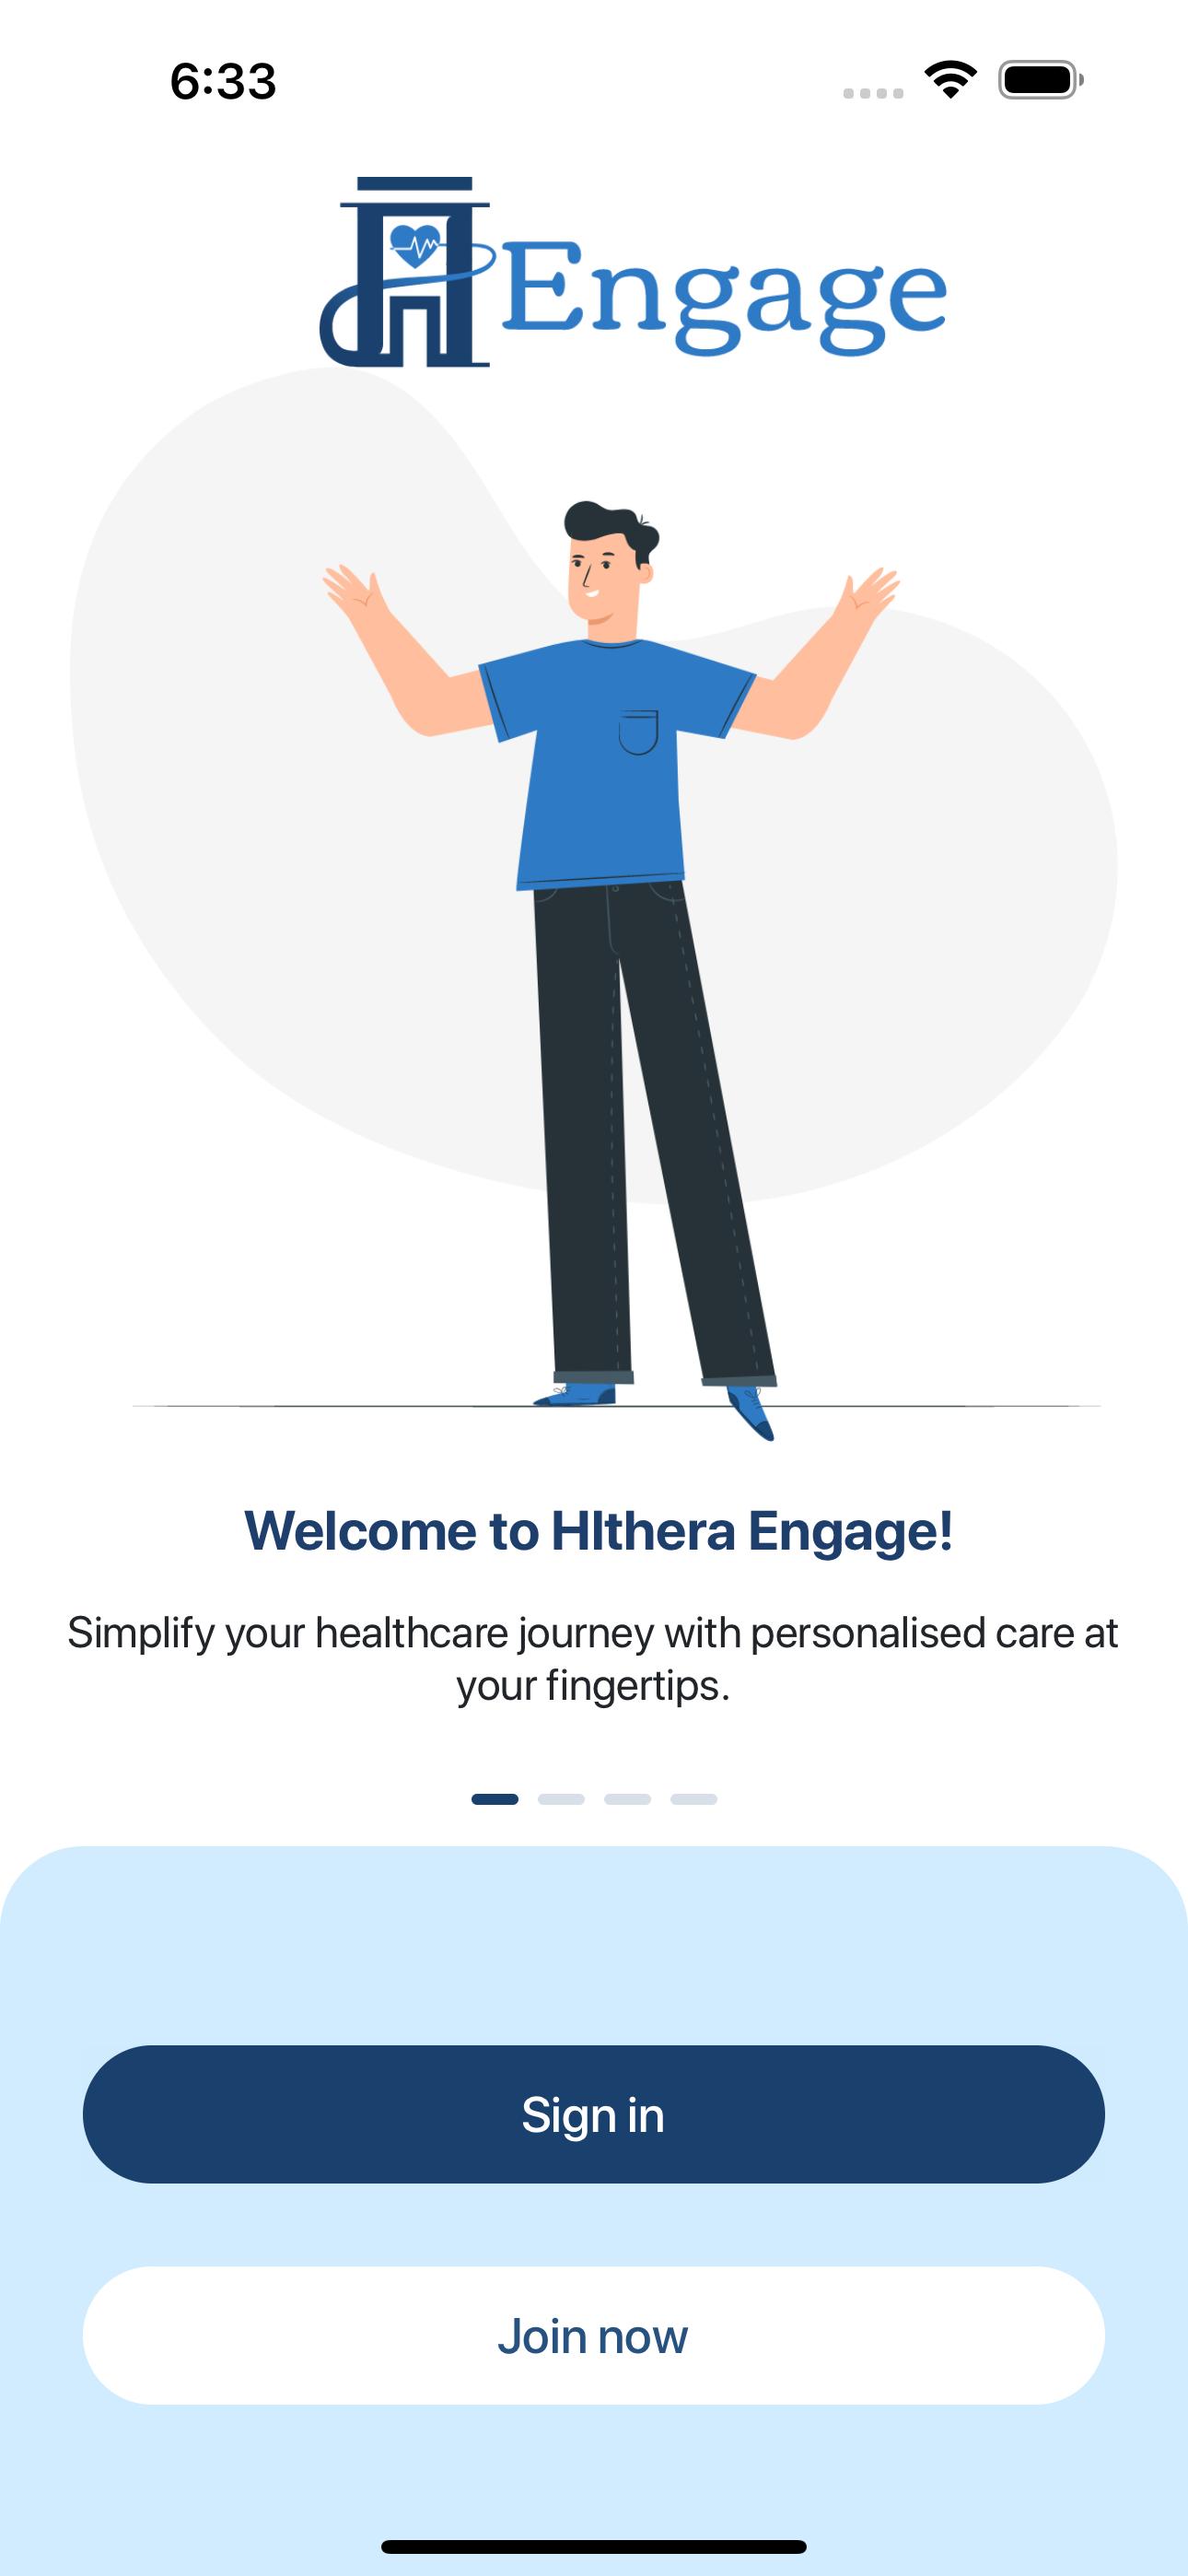 6:33
Engage
Welcome to HIthera Engage!
Simplify your healthcare journey with personalised care at
your fingertips.
Sign in
Join now